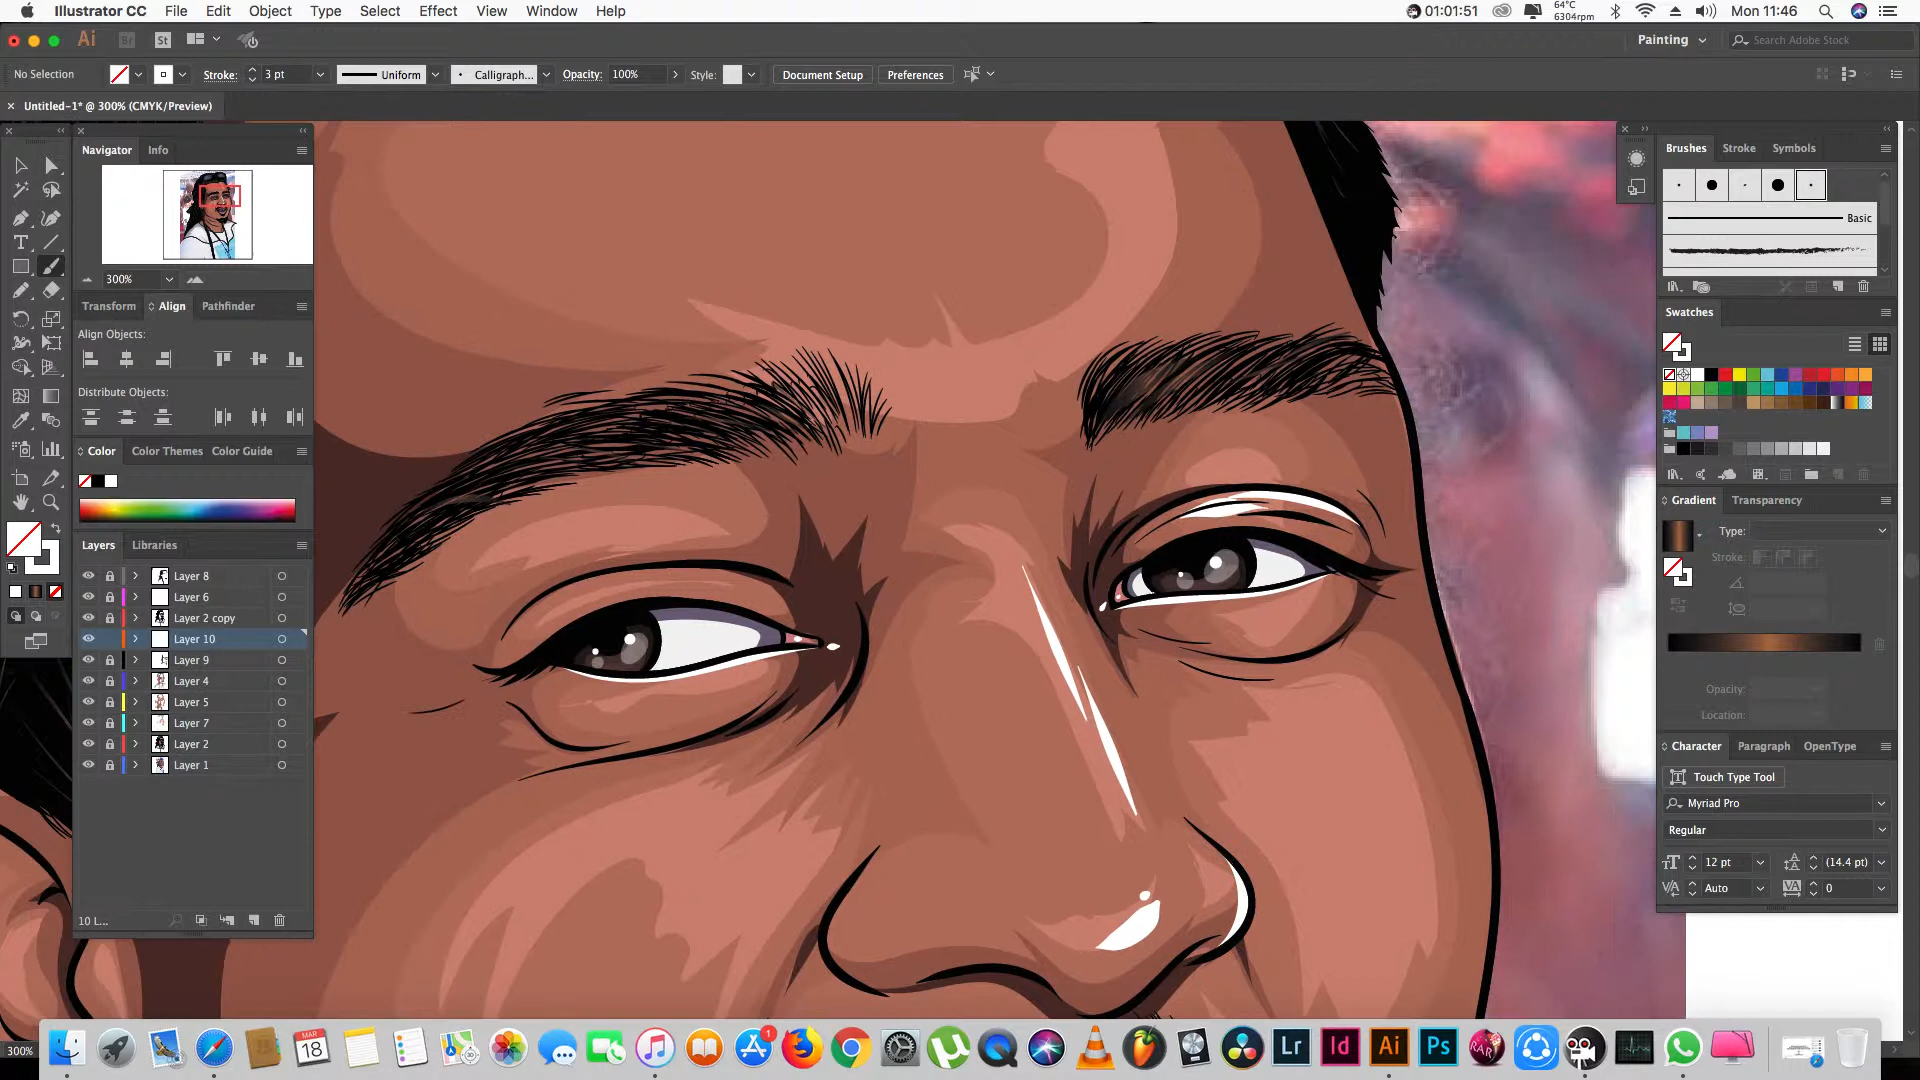 Illustrator CC File Edit Object Type Select Effect View Window Help 01:01:51 64°C 6304rpm Mon 11:46
Ai Br St Painting Search Adobe Stock
No Selection Stroke: 3 pt Uniform Calligraph... Opacity: 100% Style: Document Setup Preferences
Untitled-1* @ 300% (CMYK/Preview)
Navigator Info
300%
Transform Align Pathfinder
Align Objects:
Distribute Objects:
Color Color Themes Color Guide
Layers Libraries
Layer 8
Layer 6
Layer 2 copy
Layer 10
Layer 9
Layer 4
Layer 5
Layer 7
Layer 2
Layer 1
10 L...
Brushes Stroke Symbols
Basic
Swatches
Gradient Transparency
Type:
Stroke:
Opacity:
Location:
Character Paragraph OpenType
Touch Type Tool
Myriad Pro
Regular
12 pt (14.4 pt)
Auto 0
300%
MAR
18
1
Lr Id Ai Ps
RAR